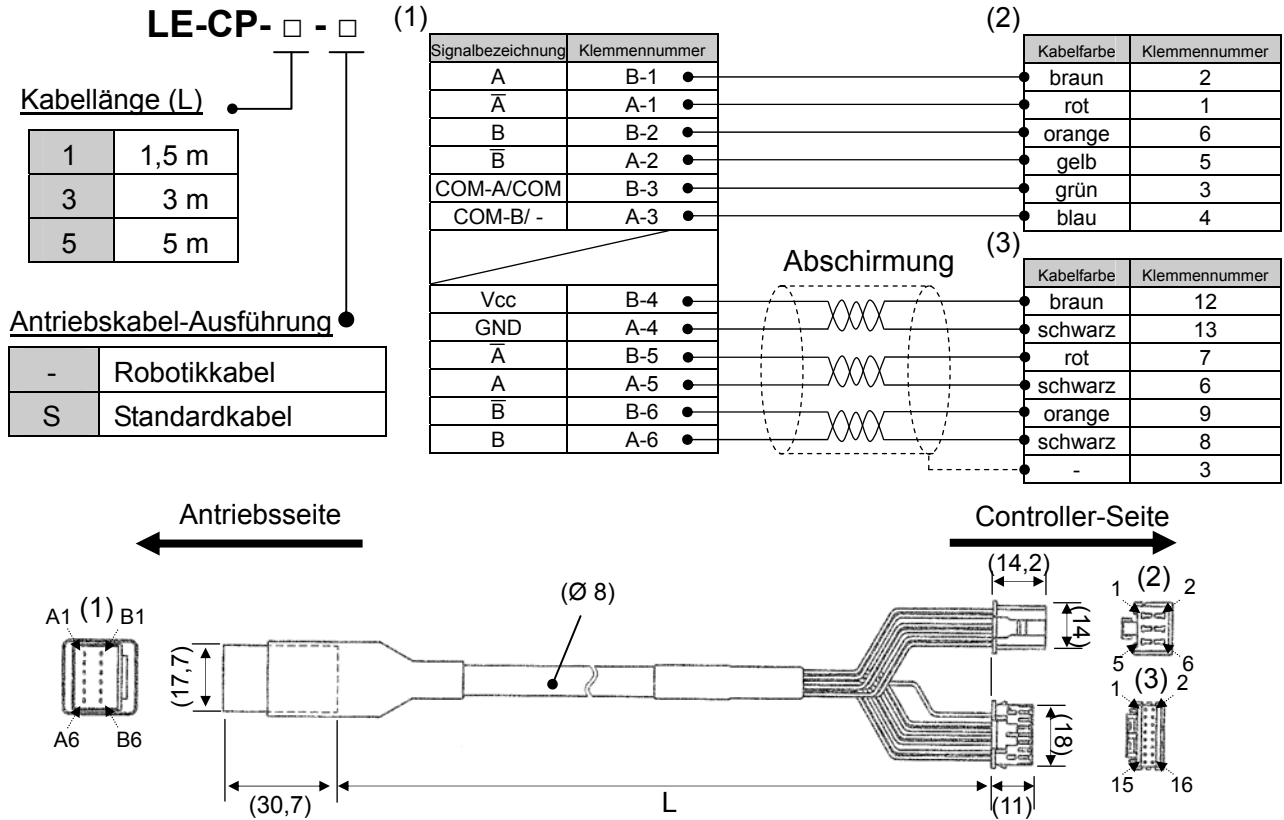 LE-CP- □ - □
Kabellänge (L)
1 1,5 m
3 3 m
5 5 m
Antriebskabel-Ausführung
- Robotikkabel
S Standardkabel
(1)
Signalbezeichnung Klemmennummer
A B-1
A̅ A-1
B B-2
B̅ A-2
COM-A/COM B-3
COM-B/ - A-3
Vcc B-4
GND A-4
A̅ B-5
A A-5
B̅ B-6
B A-6
Abschirmung
(2)
Kabelfarbe Klemmennummer
braun 2
rot 1
orange 6
gelb 5
grün 3
blau 4
(3)
Kabelfarbe Klemmennummer
braun 12
schwarz 13
rot 7
schwarz 6
orange 9
schwarz 8
- 3
Antriebsseite
Controller-Seite
(1)
A1 B1
A6 B6
(17,7)
(30,7)
(Ø 8)
L
(14,2)
(14)
(18)
(11)
(2)
1 2
5 6
(3)
1 2
15 16